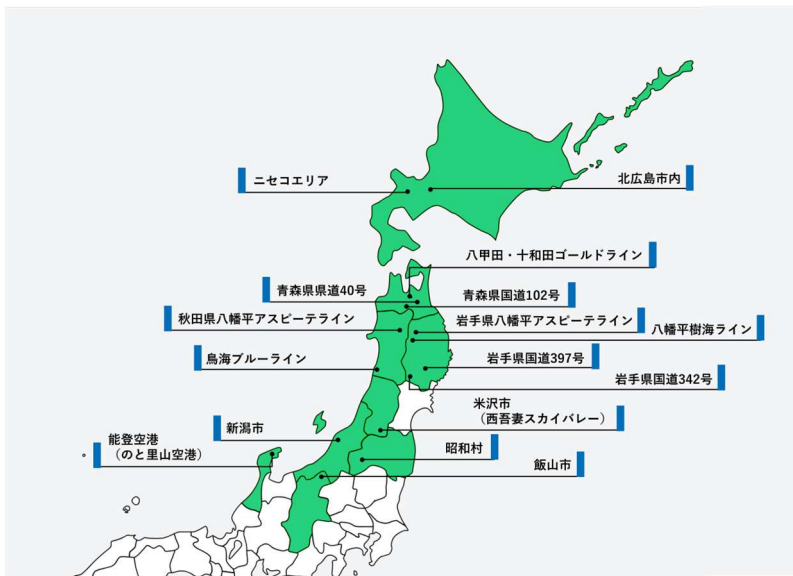 ニセコエリア
北広島市内
八甲田・十和田ゴールドライン
青森県県道40号
青森県国道102号
秋田県八幡平アスピーテライン
岩手県八幡平アスピーテライン
八幡平樹海ライン
鳥海ブルーライン
岩手県国道397号
岩手県国道342号
米沢市
（西吾妻スカイバレー）
新潟市
能登空港
（のと里山空港）
昭和村
飯山市